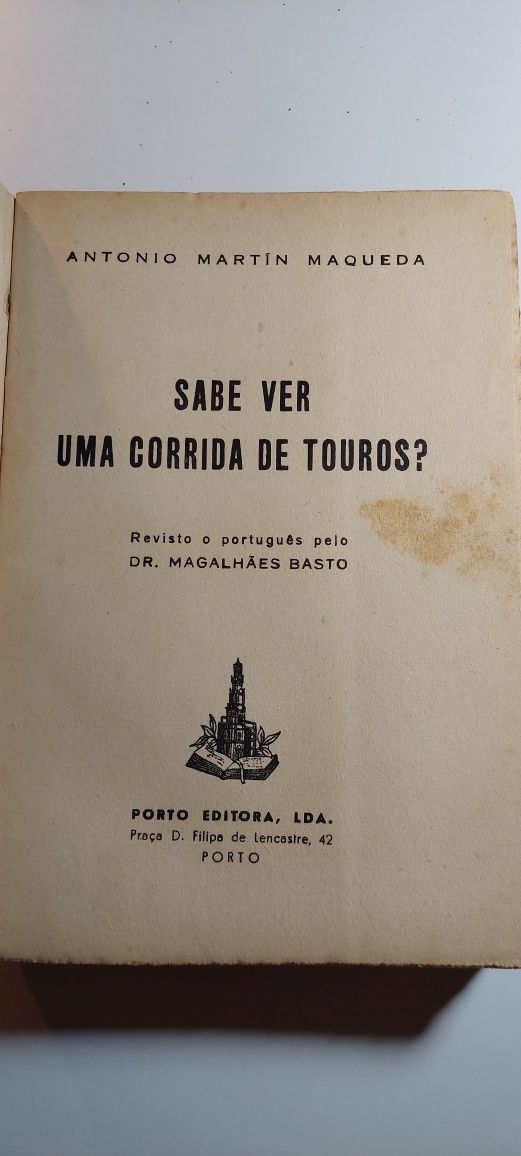 ANTONIO MARTÍN MAQUEDA
SABE VER
UMA CORRIDA DE TOUROS?
Revisto o português pelo
DR. MAGALHÃES BASTO
PORTO EDITORA, LDA.
Praça D. Filipa de Lencastre, 42
PORTO